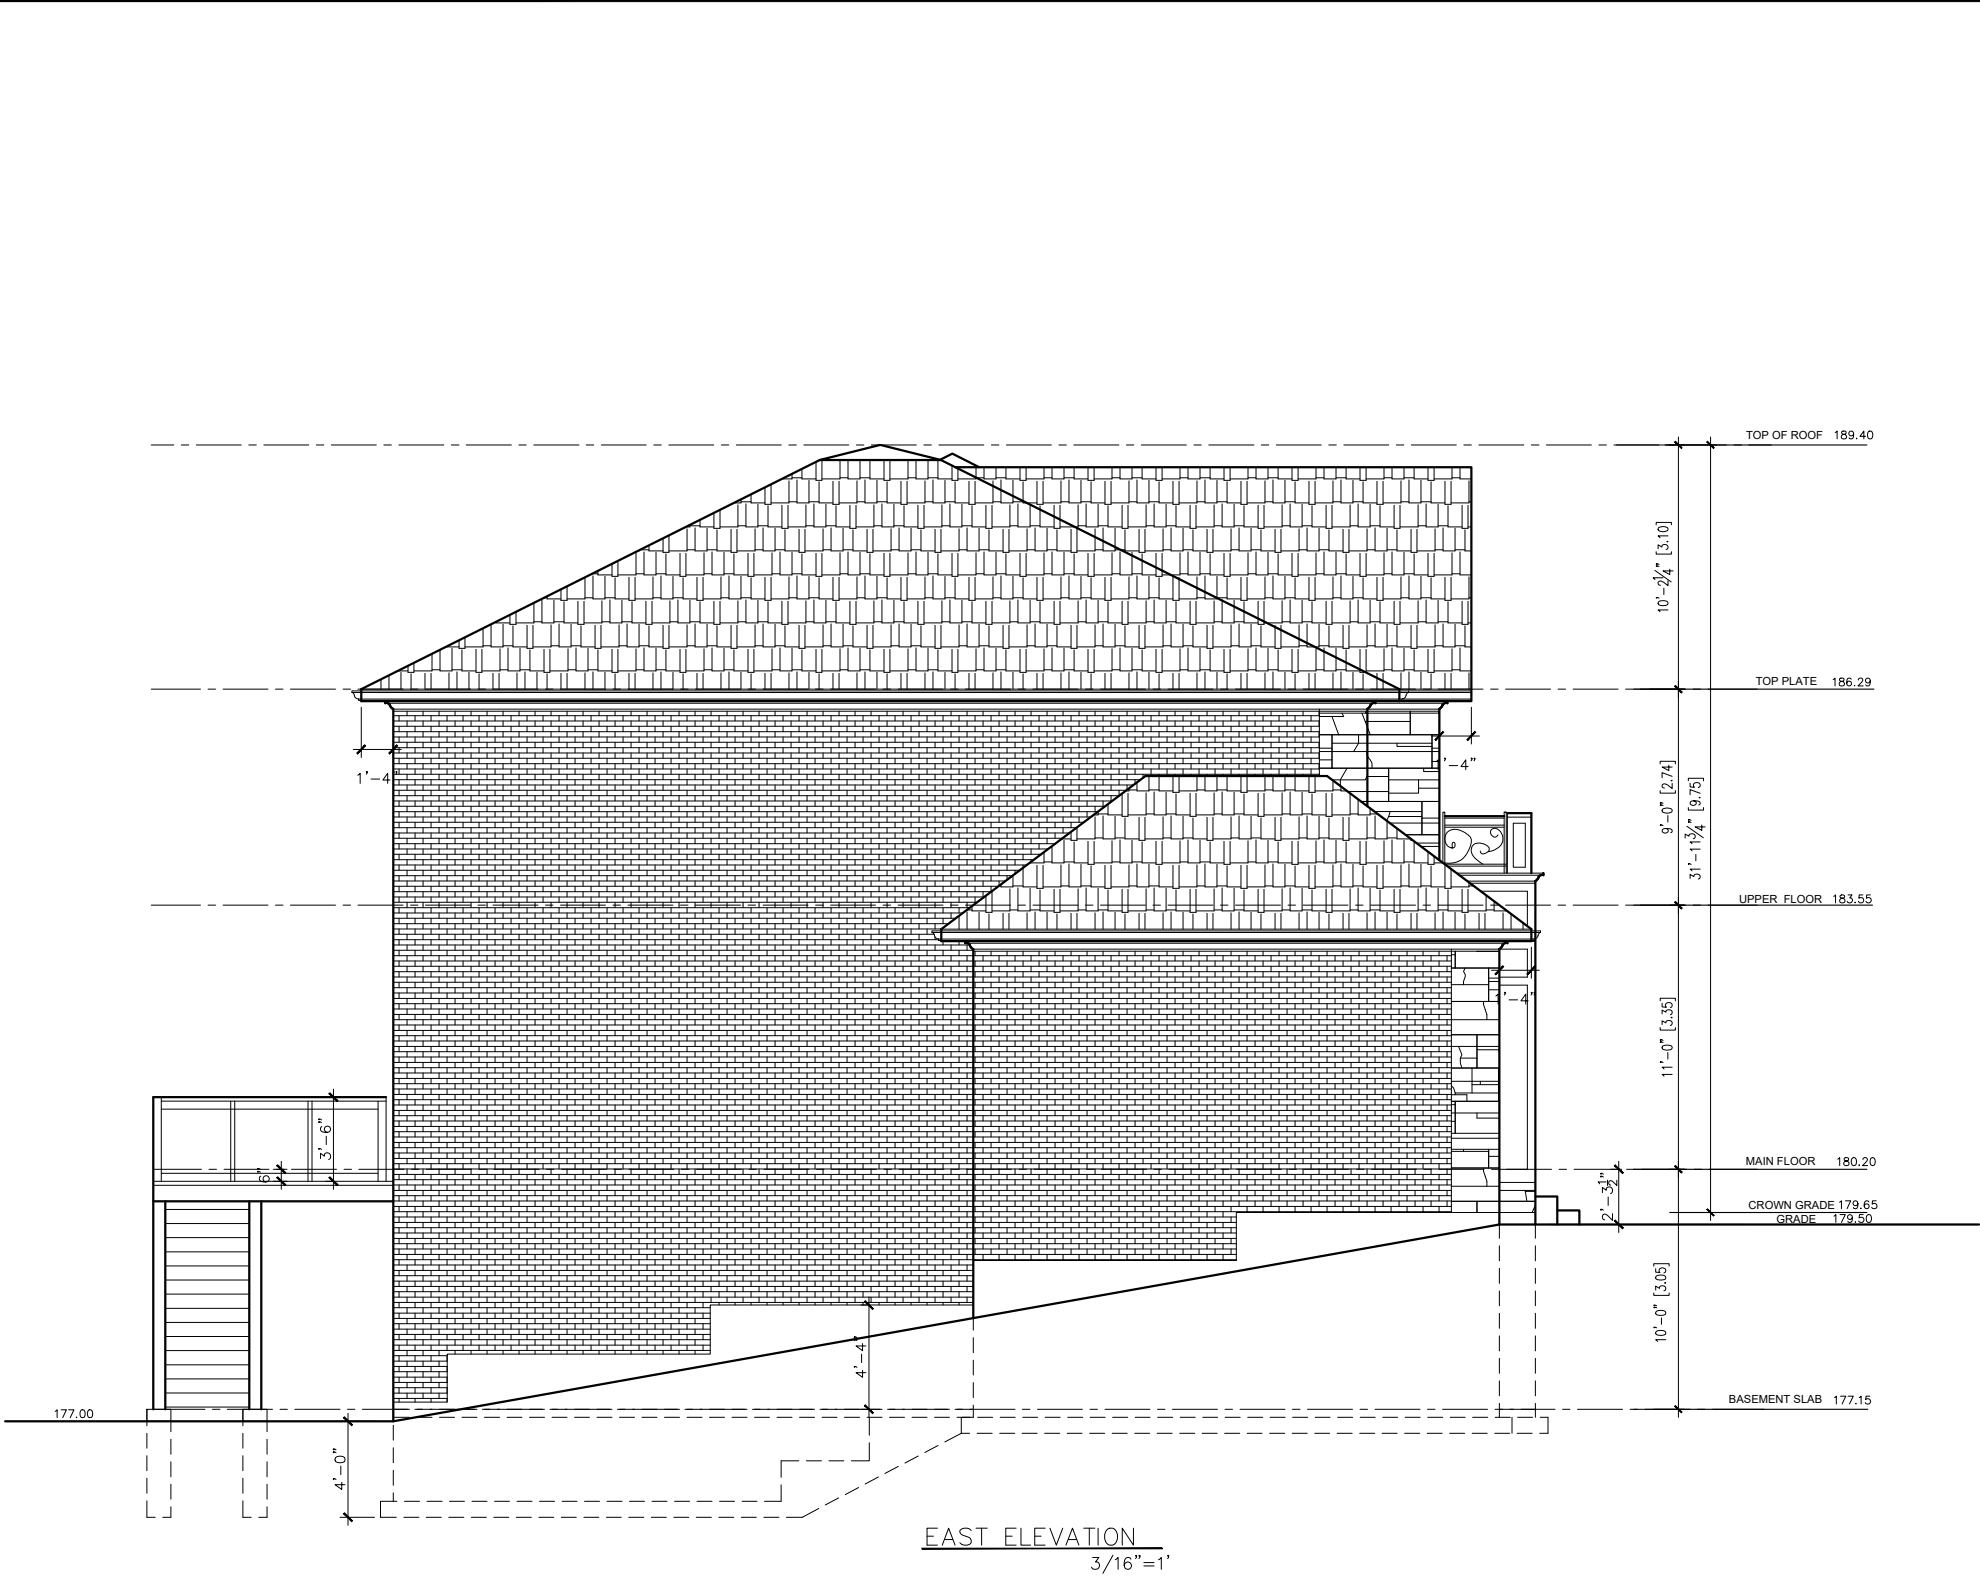 TOP OF ROOF 189.40
10'-2¼" [3.10]
TOP PLATE 186.29
1'-4"
'-4"
9'-0" [2.74]
31'-11¾" [9.75]
UPPER FLOOR 183.55
1'-4"
11'-0" [3.35]
3'-6"
6"
MAIN FLOOR 180.20
2'-3½"
CROWN GRADE 179.65
GRADE 179.50
10'-0" [3.05]
4'-4"
BASEMENT SLAB 177.15
177.00
4'-0"
EAST ELEVATION
3/16"=1'